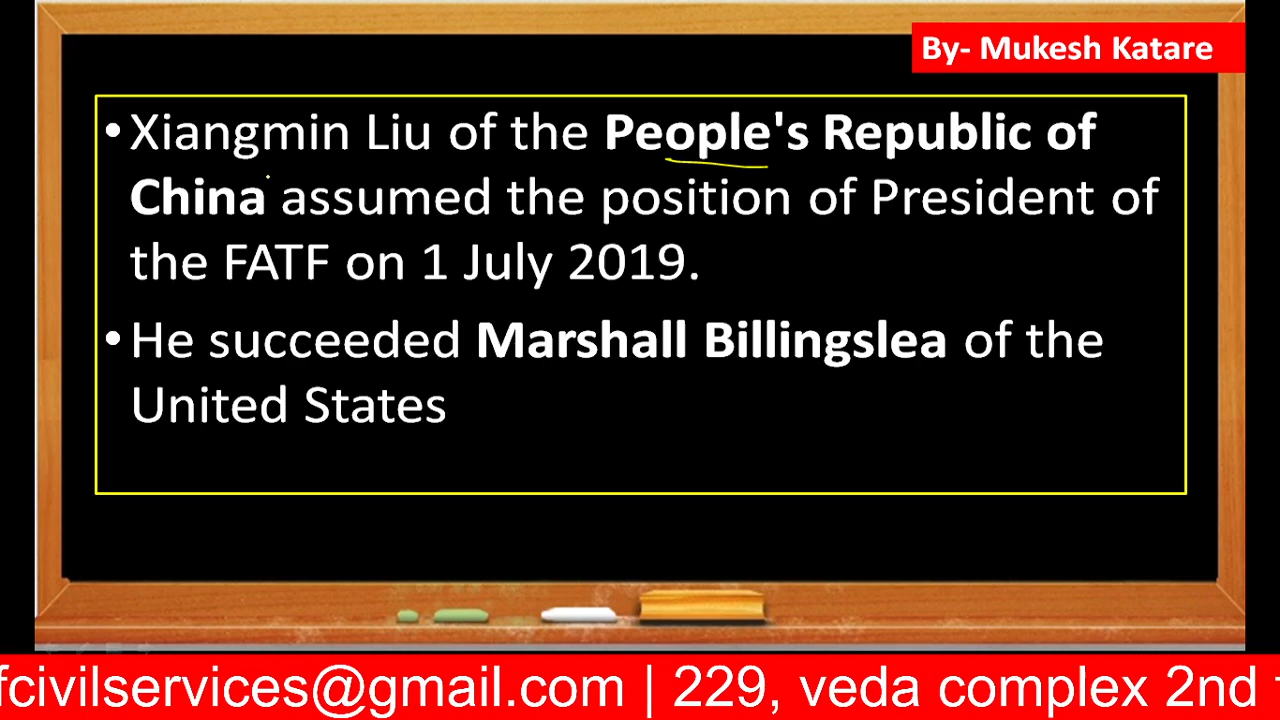 By- Mukesh Katare
• Xiangmin Liu of the People's Republic of
China assumed the position of President of
the FATF on 1 July 2019.
• He succeeded Marshall Billingslea of the
United States
fcivilservices@gmail.com | 229, veda complex 2nd